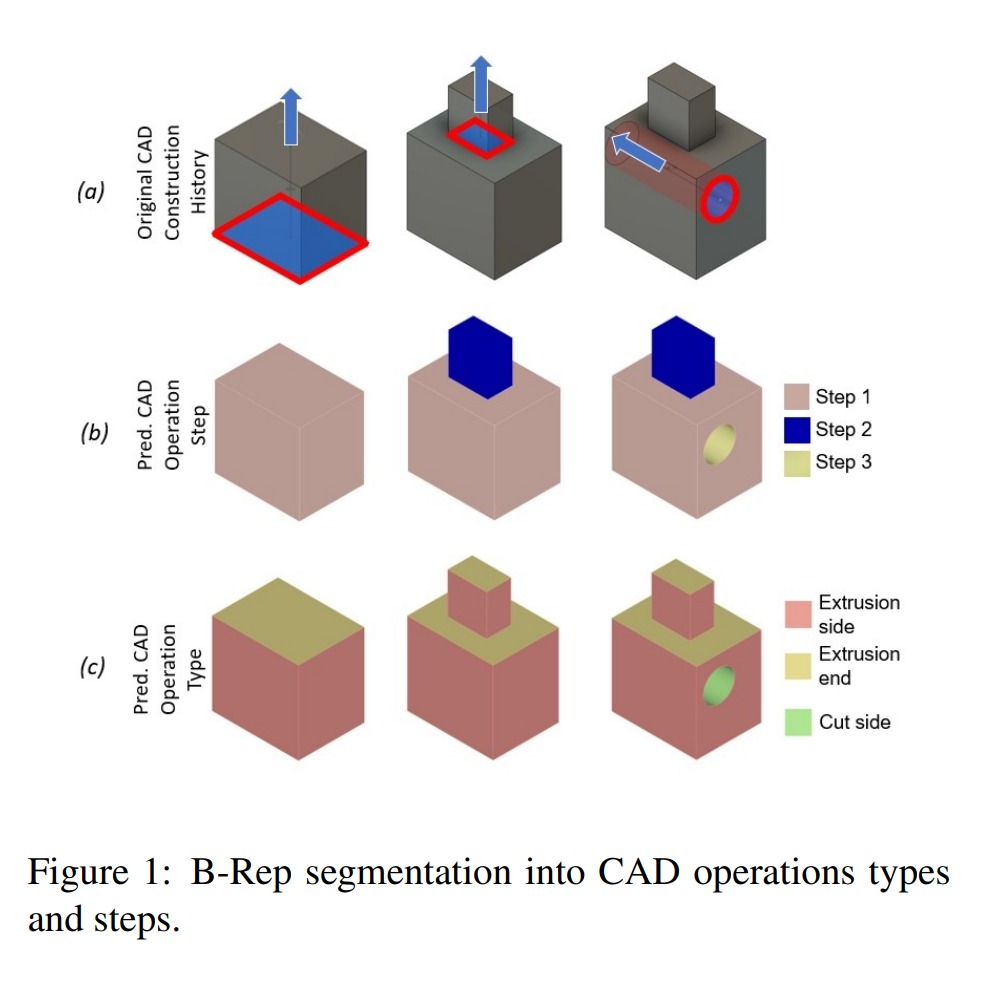 (a)
Original CAD
Construction
History
(b)
Pred. CAD
Operation
Step
Step 1
Step 2
Step 3
(c)
Pred. CAD
Operation
Type
Extrusion
side
Extrusion
end
Cut side
Figure 1: B-Rep segmentation into CAD operations types
and steps.